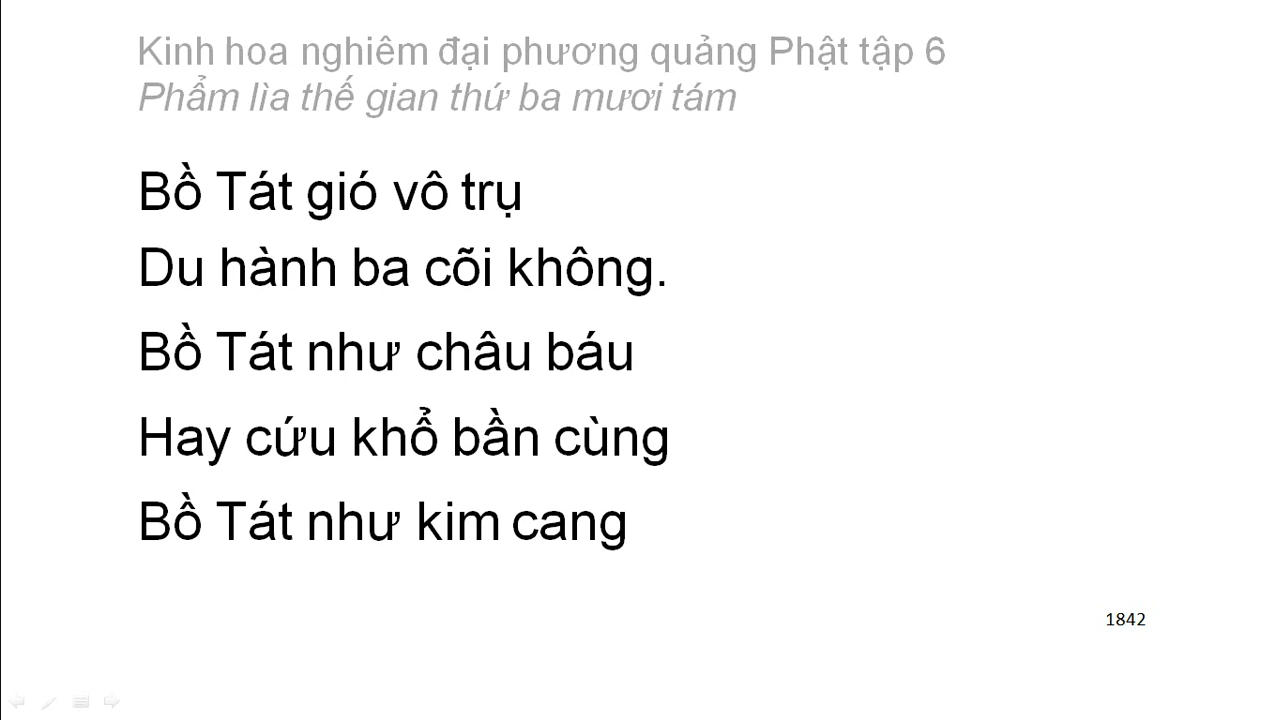 Kinh hoa nghiêm đại phương quảng Phật tập 6
Phẩm lìa thế gian thứ ba mươi tám
Bồ Tát gió vô trụ
Du hành ba cõi không.
Bồ Tát như châu báu
Hay cứu khổ bần cùng
Bồ Tát như kim cang
1842